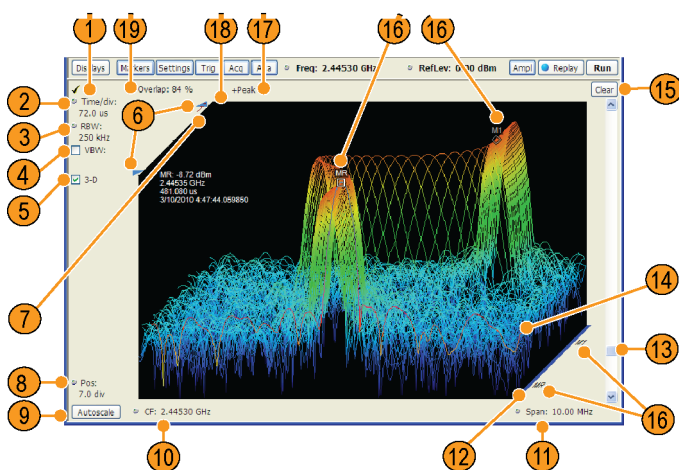 1 19 18 17 16 16
Displays Markers Settings Trig Acq Ana Freq: 2.44530 GHz RefLev: 0.00 dBm Ampl Replay Run
Overlap: 84 % +Peak Clear 15
2 Time/div:
72.0 us
6
3 RBW:
250 kHz
4 VBW:
5 3-D
M1
MR
MR: -8.72 dBm
2.44535 GHz
481.080 us
3/10/2010 4:47:44.059850
7
14
M1
13
8 Pos:
7.0 div
MR
16
9 Autoscale CF: 2.44530 GHz Span: 10.00 MHz
10 12 11